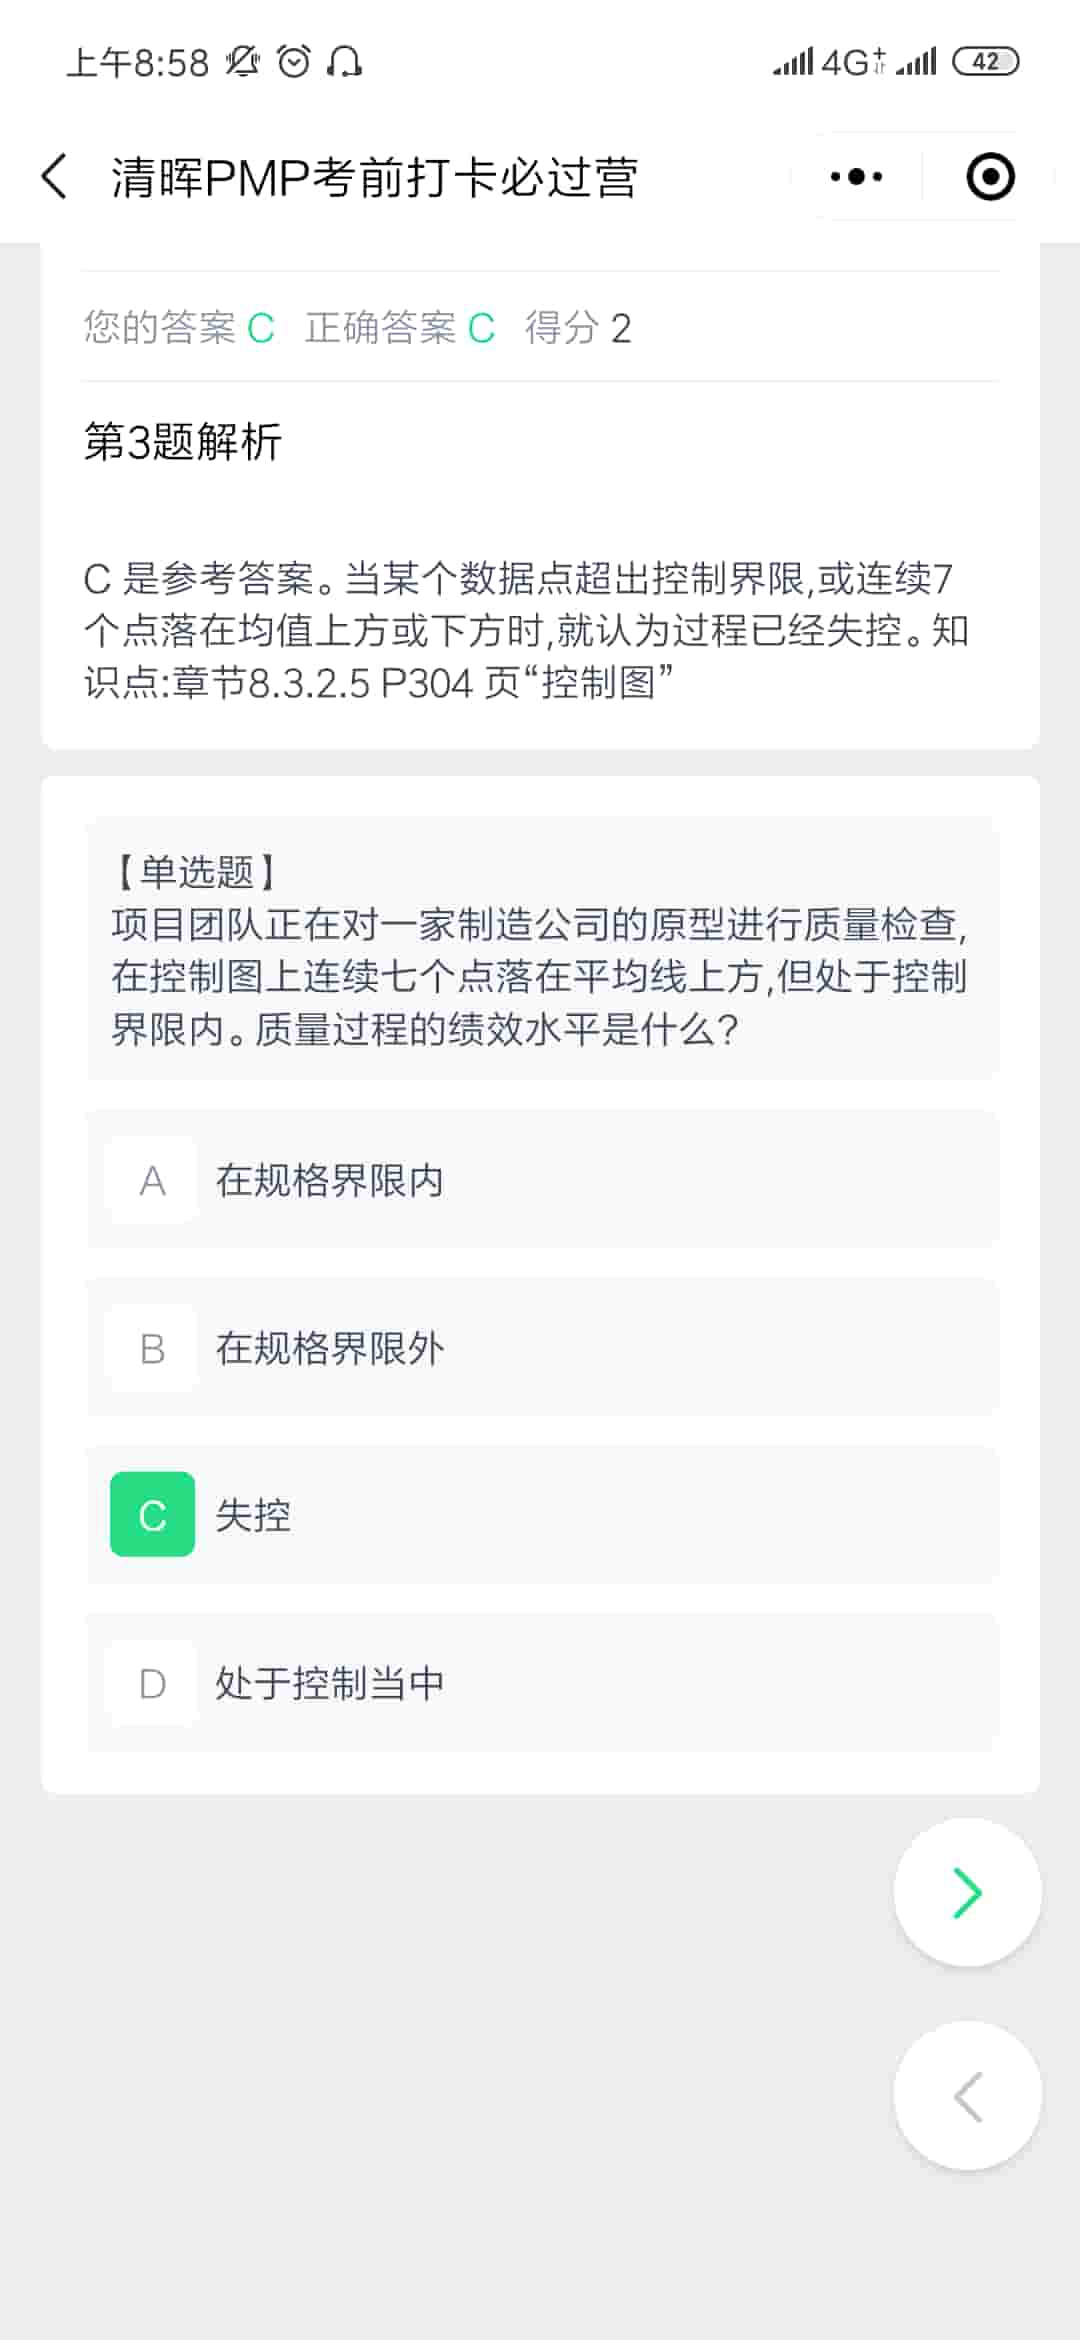 上午8:58 4G+ 42
清晖PMP考前打卡必过营
您的答案 C 正确答案 C 得分 2
第3题解析
C 是参考答案。当某个数据点超出控制界限,或连续7
个点落在均值上方或下方时,就认为过程已经失控。知
识点:章节8.3.2.5 P304 页“控制图”
【单选题】
项目团队正在对一家制造公司的原型进行质量检查,
在控制图上连续七个点落在平均线上方,但处于控制
界限内。质量过程的绩效水平是什么?
A 在规格界限内
B 在规格界限外
C 失控
D 处于控制当中